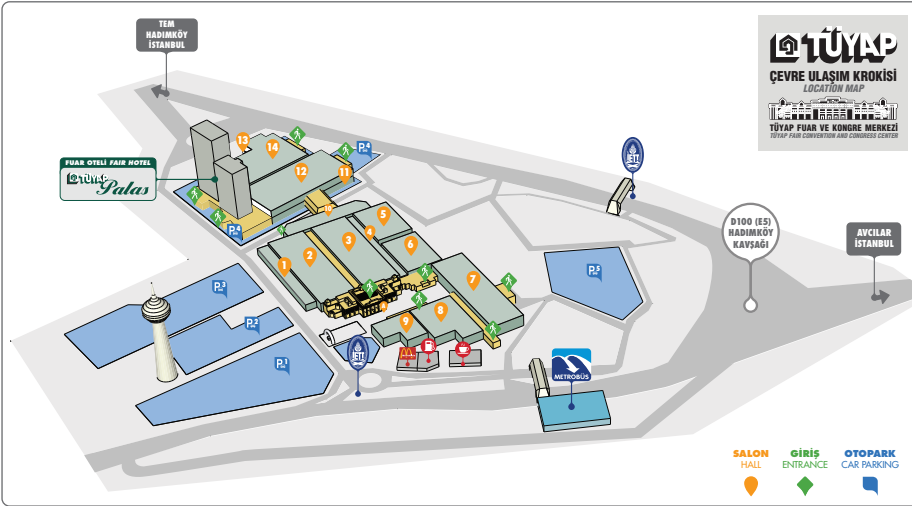 TEM
HADIMKÖY
İSTANBUL
TÜYAP
ÇEVRE ULAŞIM KROKİSİ
LOCATION MAP
TÜYAP FUAR VE KONGRE MERKEZİ
TÜYAP FAIR CONVENTION AND CONGRESS CENTER
FUAR OTELİ FAIR HOTEL
TÜYAP
Palas
13
14
P.4
12
11
10
P.4
5
4
3
6
2
1
7
9
8
P.3
P.2
P.1
P.5
JETI
D100 (E5)
HADIMKÖY
KAVŞAĞI
AVCILAR
İSTANBUL
JETI
METROBÜS
SALON
HALL
GİRİŞ
ENTRANCE
OTOPARK
CAR PARKING